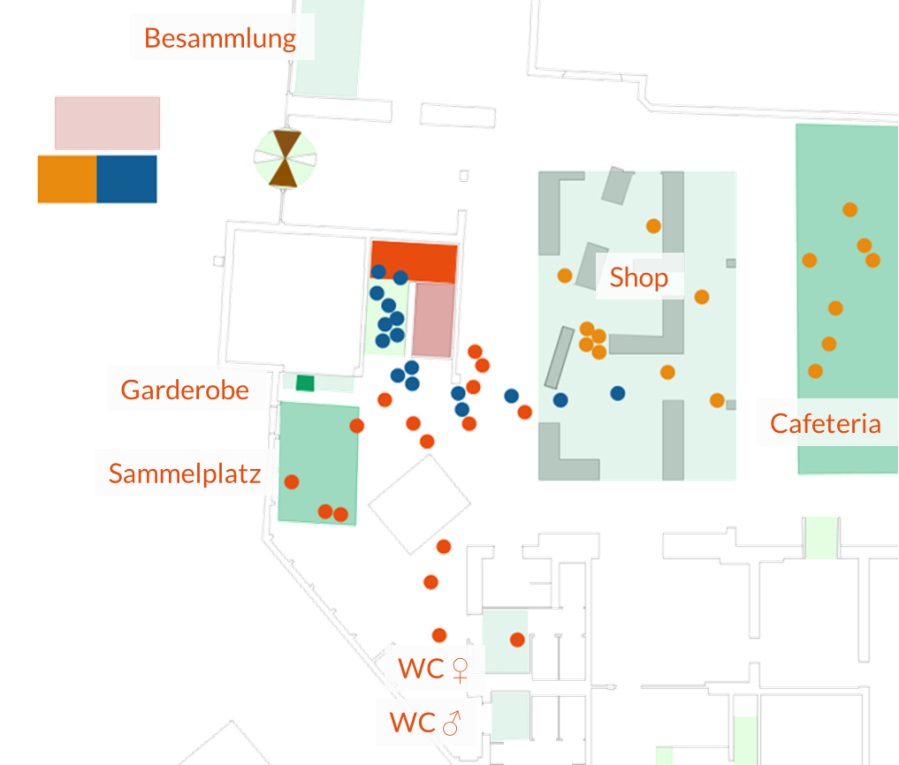 Besammlung
Shop
Garderobe
Cafeteria
Sammelplatz
WC ♀
WC ♂